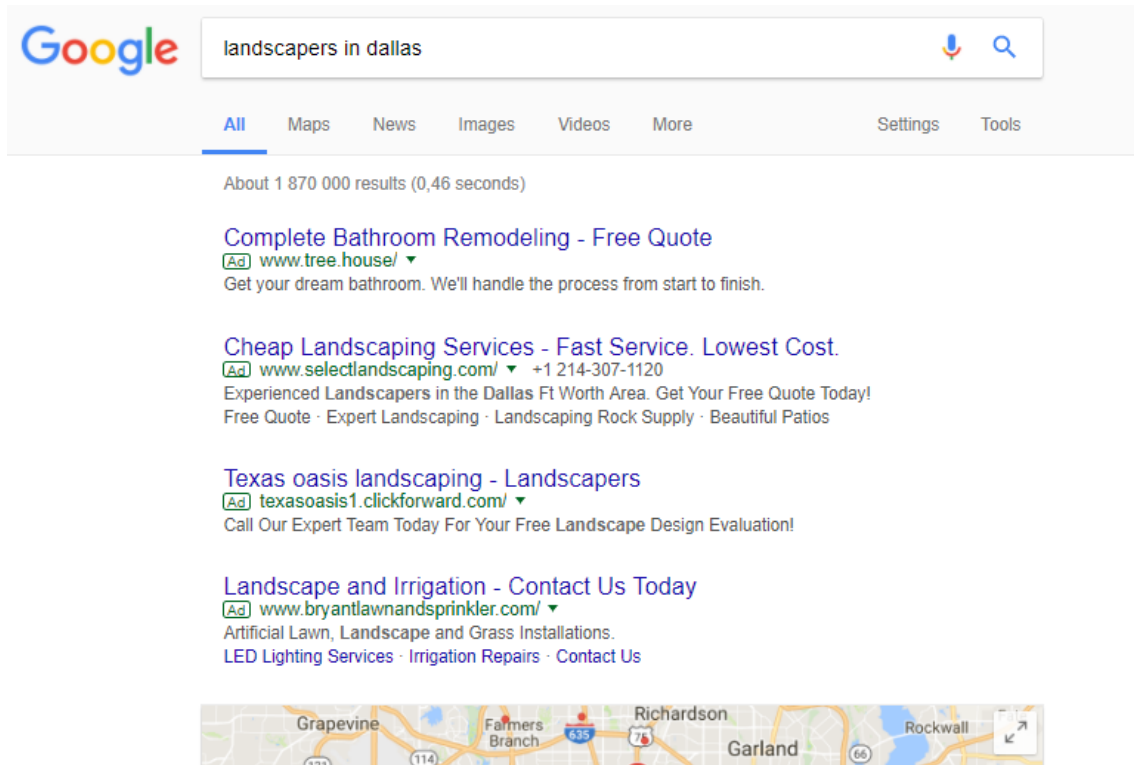 Google
landscapers in dallas
All Maps News Images Videos More Settings Tools
About 1 870 000 results (0,46 seconds)
Complete Bathroom Remodeling - Free Quote
Ad www.tree.house/
Get your dream bathroom. We'll handle the process from start to finish.
Cheap Landscaping Services - Fast Service. Lowest Cost.
Ad www.selectlandscaping.com/ +1 214-307-1120
Experienced Landscapers in the Dallas Ft Worth Area. Get Your Free Quote Today!
Free Quote · Expert Landscaping · Landscaping Rock Supply · Beautiful Patios
Texas oasis landscaping - Landscapers
Ad texasoasis1.clickforward.com/
Call Our Expert Team Today For Your Free Landscape Design Evaluation!
Landscape and Irrigation - Contact Us Today
Ad www.bryantlawnandsprinkler.com/
Artificial Lawn, Landscape and Grass Installations.
LED Lighting Services · Irrigation Repairs · Contact Us
Grapevine Farmers Richardson Rockwall
Branch 635 75 Garland
114 66